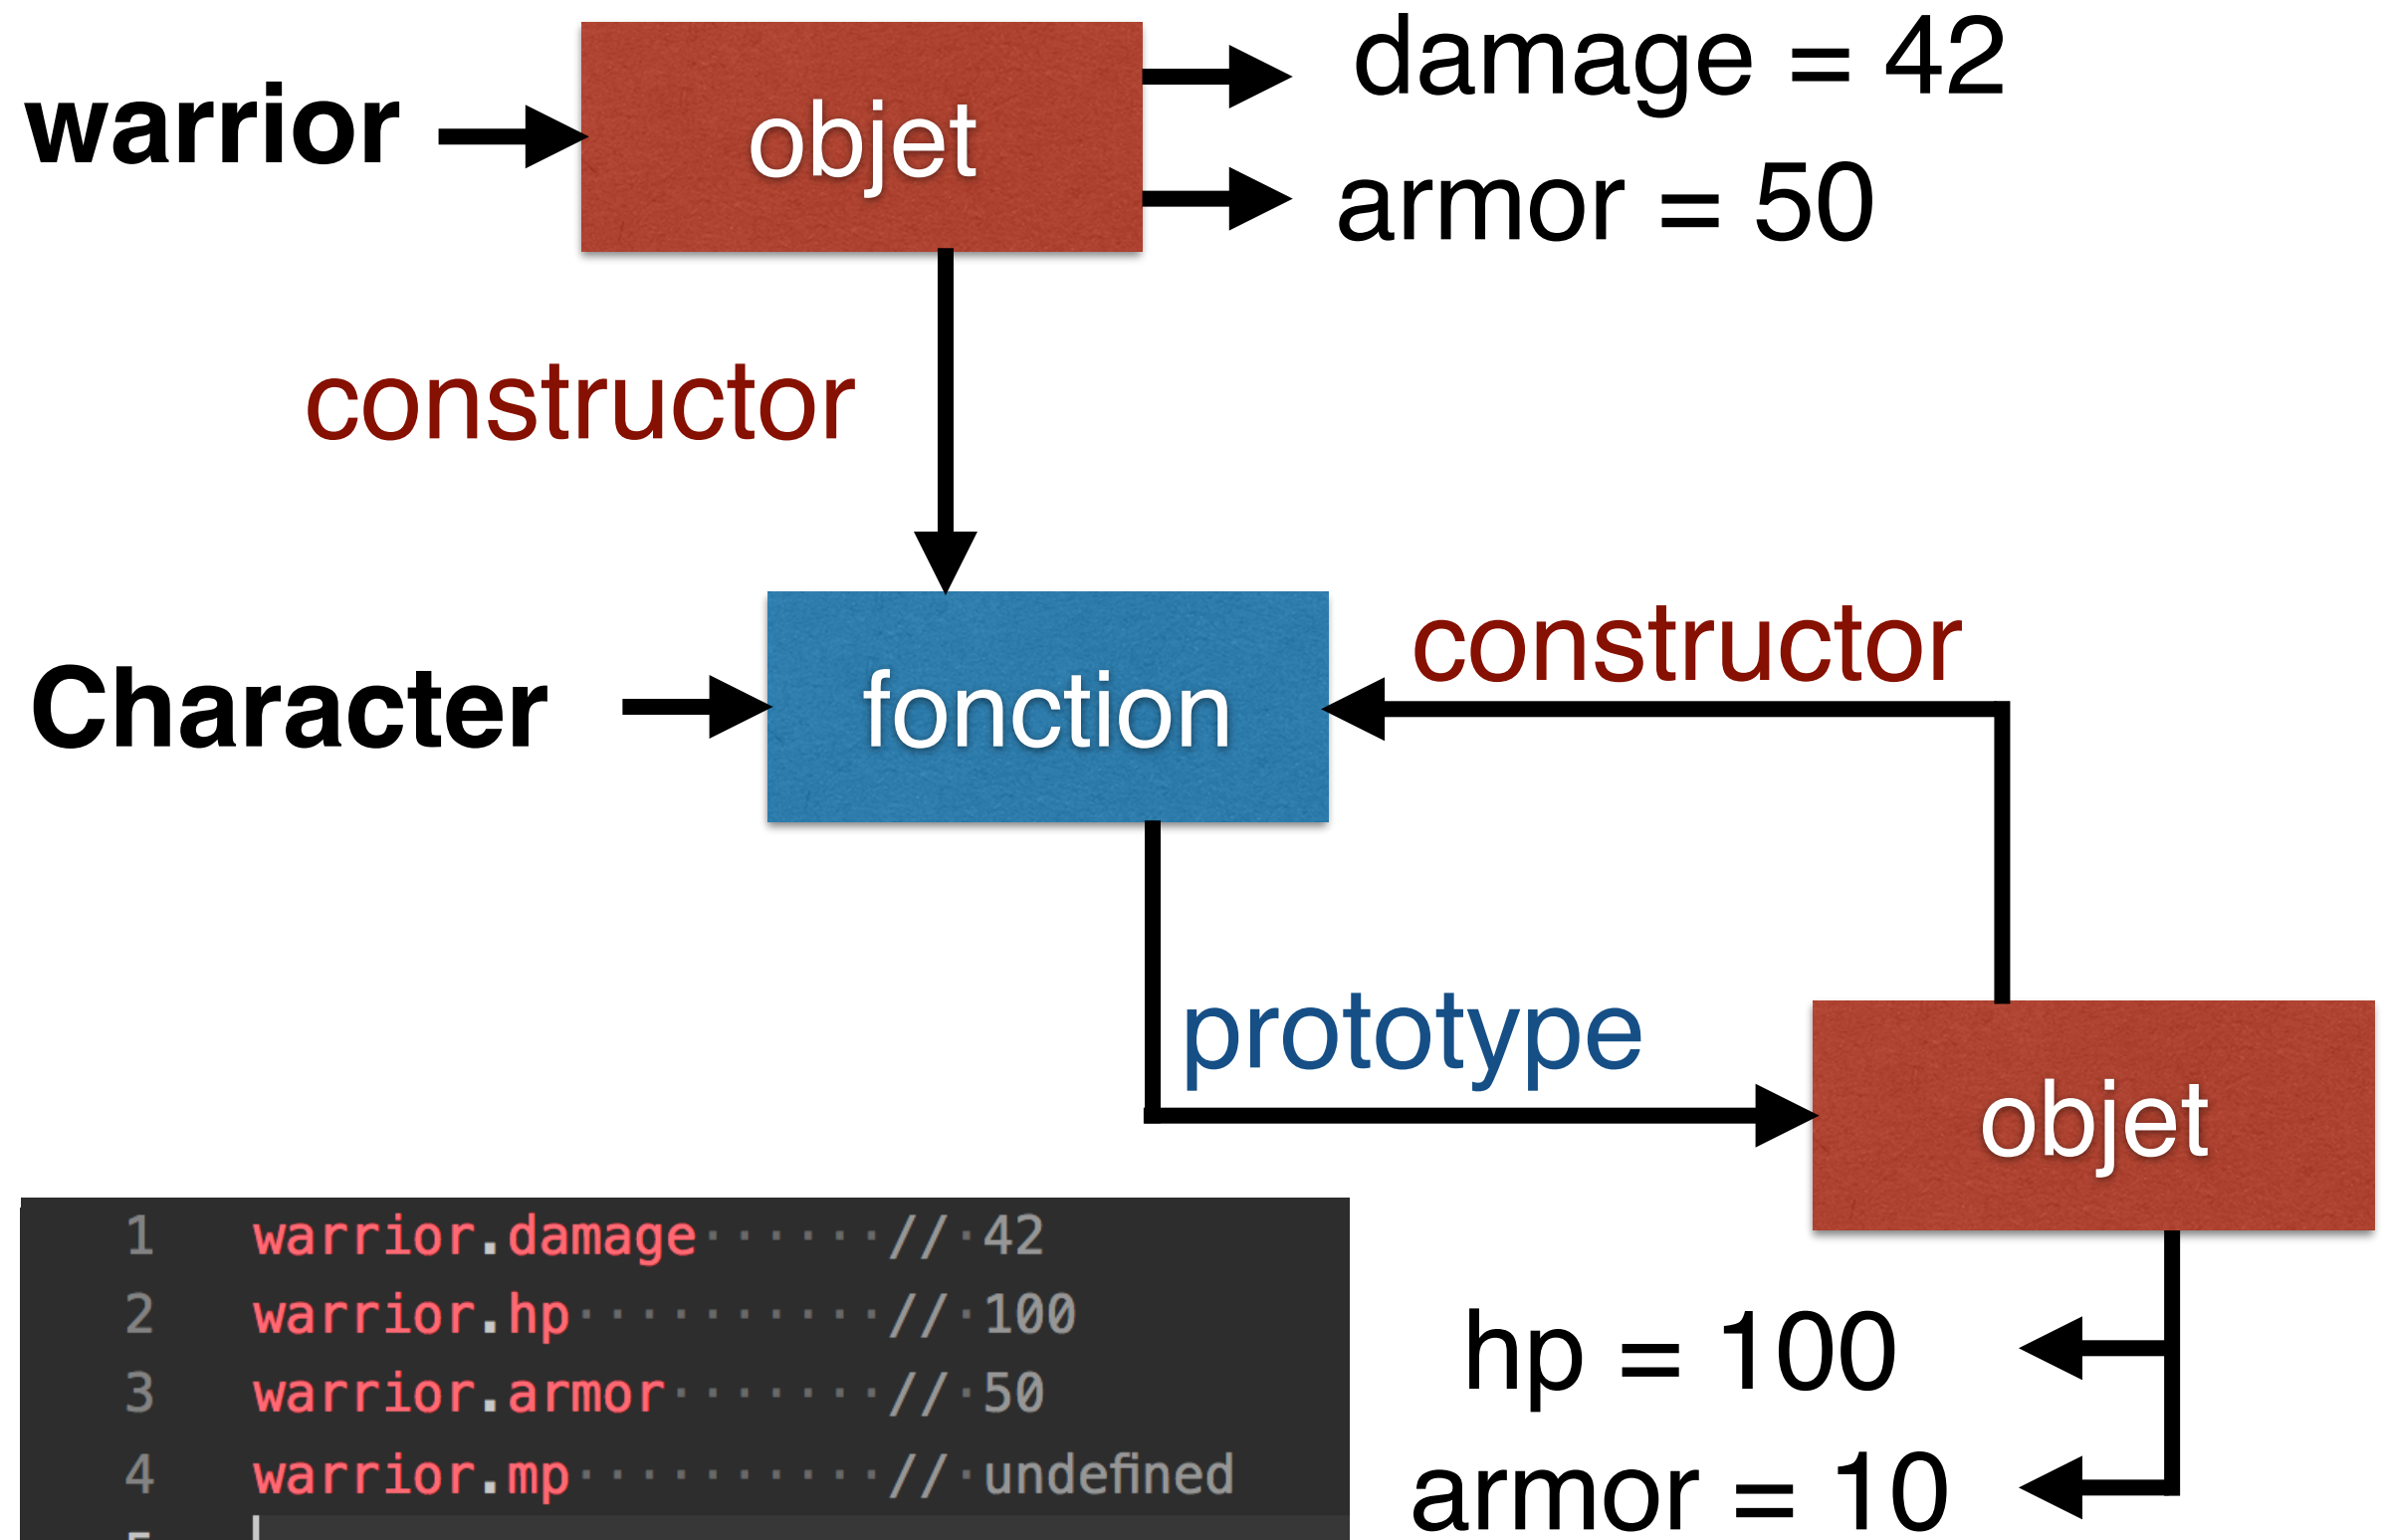 warrior
objet
damage = 42
armor = 50
constructor
Character
fonction
constructor
prototype
objet
hp = 100
armor = 10
1 warrior.damage······//·42
2 warrior.hp··········//·100
3 warrior.armor·······//·50
4 warrior.mp··········//·undefined